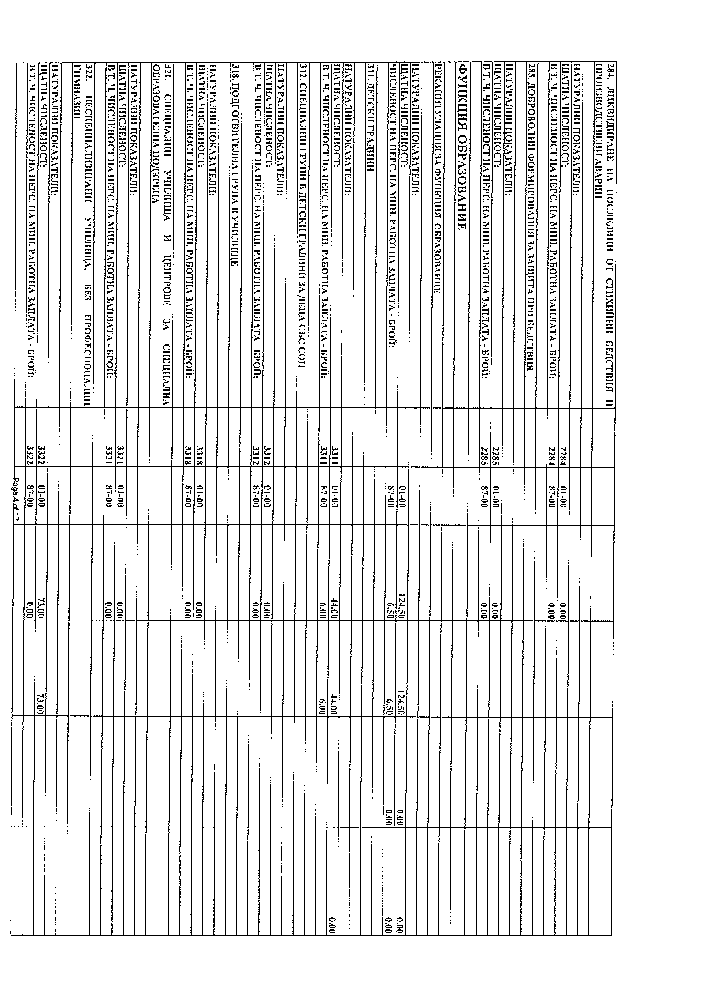 284. ЛИКВИДИРАНЕ НА ПОСЛЕДИЦИ ОТ СТИХИЙНИ БЕДСТВИЯ И
ПРОИЗВОДСТВЕНИ АВАРИИ
НАТУРАЛНИ ПОКАЗАТЕЛИ:
ЩАТНА ЧИСЛЕНОСТ: 2284 01-00 0.00
В Т. Ч. ЧИСЛЕНОСТ НА ПЕРС. НА МИН. РАБОТНА ЗАПЛАТА - БРОЙ: 2284 87-00 0.00
285. ДОБРОВОЛНИ ФОРМИРОВАНИЯ ЗА ЗАЩИТА ПРИ БЕДСТВИЯ
НАТУРАЛНИ ПОКАЗАТЕЛИ:
ЩАТНА ЧИСЛЕНОСТ: 2285 01-00 0.00
В Т. Ч. ЧИСЛЕНОСТ НА ПЕРС. НА МИН. РАБОТНА ЗАПЛАТА - БРОЙ: 2285 87-00 0.00
ФУНКЦИЯ ОБРАЗОВАНИЕ
РЕКАПИТУЛАЦИЯ ЗА ФУНКЦИЯ ОБРАЗОВАНИЕ
НАТУРАЛНИ ПОКАЗАТЕЛИ:
ЩАТНА ЧИСЛЕНОСТ: 01-00 124.50 124.50 0.00 0.00
ЧИСЛЕНОСТ НА ПЕРС. НА МИН. РАБОТНА ЗАПЛАТА - БРОЙ: 87-00 6.50 6.50 0.00 0.00
311. ДЕТСКИ ГРАДИНИ
НАТУРАЛНИ ПОКАЗАТЕЛИ:
ЩАТНА ЧИСЛЕНОСТ: 3311 01-00 44.00 44.00 0.00
В Т. Ч. ЧИСЛЕНОСТ НА ПЕРС. НА МИН. РАБОТНА ЗАПЛАТА - БРОЙ: 3311 87-00 6.00 6.00
312. СПЕЦИАЛНИ ГРУПИ В ДЕТСКИ ГРАДИНИ ЗА ДЕЦА СЪС СОП
НАТУРАЛНИ ПОКАЗАТЕЛИ:
ЩАТНА ЧИСЛЕНОСТ: 3312 01-00 0.00
В Т. Ч. ЧИСЛЕНОСТ НА ПЕРС. НА МИН. РАБОТНА ЗАПЛАТА - БРОЙ: 3312 87-00 0.00
318. ПОДГОТВИТЕЛНА ГРУПА В УЧИЛИЩЕ
НАТУРАЛНИ ПОКАЗАТЕЛИ:
ЩАТНА ЧИСЛЕНОСТ: 3318 01-00 0.00
В Т. Ч. ЧИСЛЕНОСТ НА ПЕРС. НА МИН. РАБОТНА ЗАПЛАТА - БРОЙ: 3318 87-00 0.00
321. СПЕЦИАЛНИ УЧИЛИЩА И ЦЕНТРОВЕ ЗА СПЕЦИАЛНА
ОБРАЗОВАТЕЛНА ПОДКРЕПА
НАТУРАЛНИ ПОКАЗАТЕЛИ:
ЩАТНА ЧИСЛЕНОСТ: 3321 01-00 0.00
В Т. Ч. ЧИСЛЕНОСТ НА ПЕРС. НА МИН. РАБОТНА ЗАПЛАТА - БРОЙ: 3321 87-00 0.00
322. НЕСПЕЦИАЛИЗИРАНИ УЧИЛИЩА, БЕЗ ПРОФЕСИОНАЛНИ
ГИМНАЗИИ
НАТУРАЛНИ ПОКАЗАТЕЛИ:
ЩАТНА ЧИСЛЕНОСТ: 3322 01-00 73.00 73.00
В Т. Ч. ЧИСЛЕНОСТ НА ПЕРС. НА МИН. РАБОТНА ЗАПЛАТА - БРОЙ: 3322 87-00 0.00
Page 4 of 17